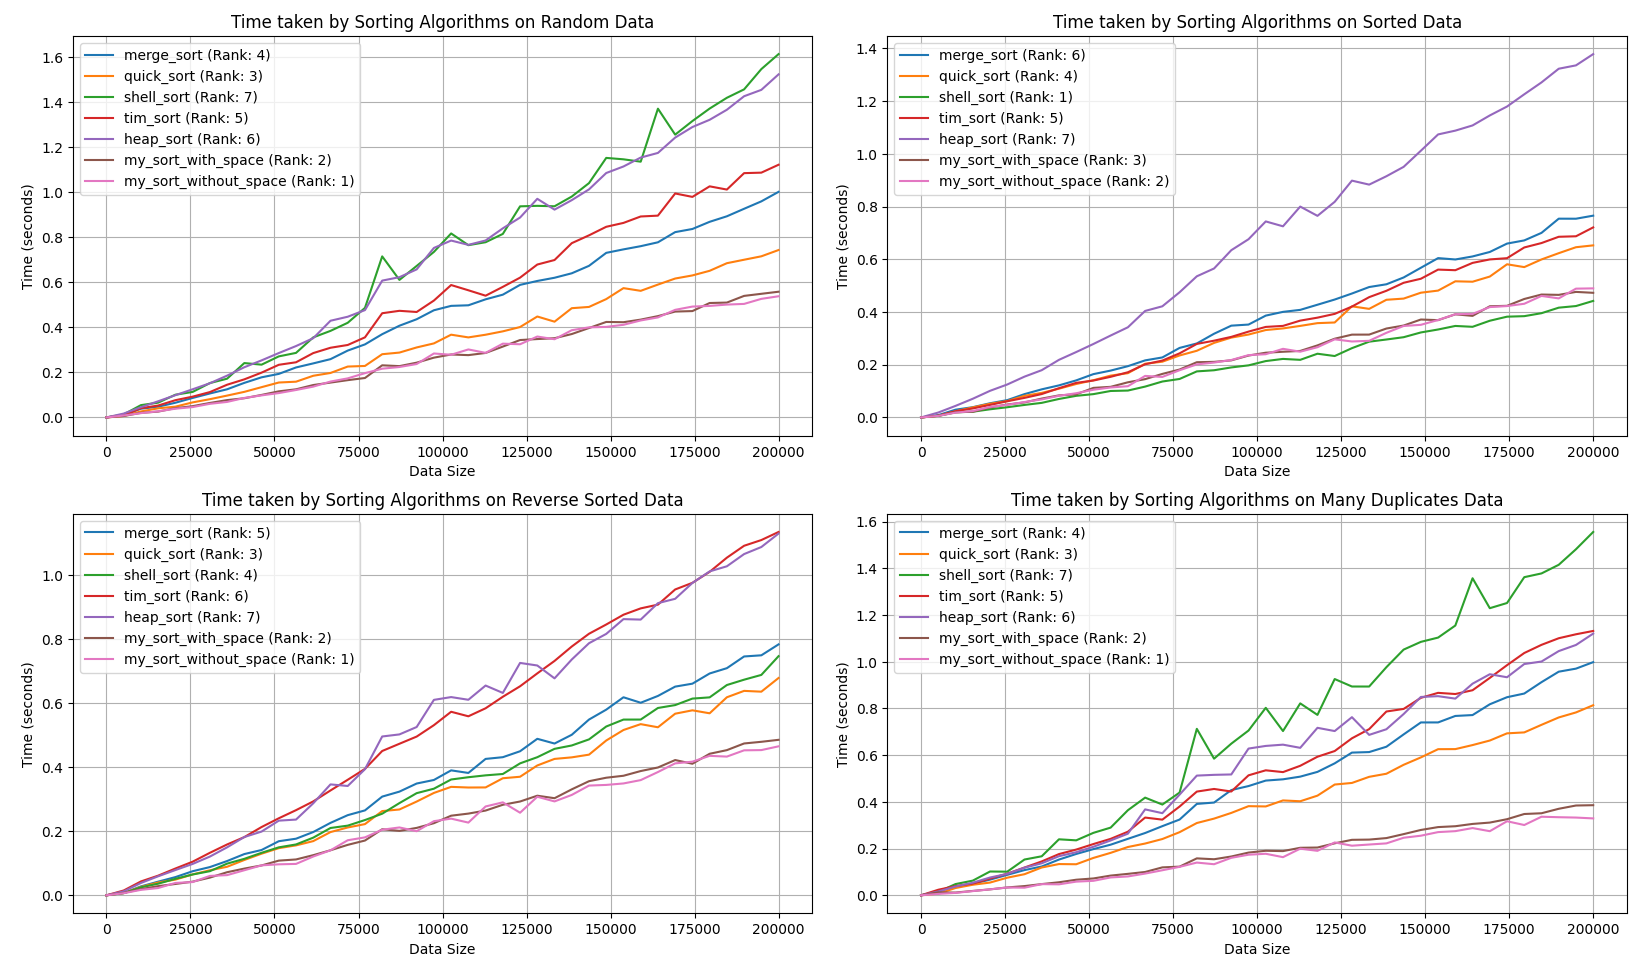 Time taken by Sorting Algorithms on Random Data
merge_sort (Rank: 4)
quick_sort (Rank: 3)
shell_sort (Rank: 7)
tim_sort (Rank: 5)
heap_sort (Rank: 6)
my_sort_with_space (Rank: 2)
my_sort_without_space (Rank: 1)
Time (seconds)
1.6
1.4
1.2
1.0
0.8
0.6
0.4
0.2
0.0
0 25000 50000 75000 100000 125000 150000 175000 200000
Data Size
Time taken by Sorting Algorithms on Sorted Data
merge_sort (Rank: 6)
quick_sort (Rank: 4)
shell_sort (Rank: 1)
tim_sort (Rank: 5)
heap_sort (Rank: 7)
my_sort_with_space (Rank: 3)
my_sort_without_space (Rank: 2)
Time (seconds)
1.4
1.2
1.0
0.8
0.6
0.4
0.2
0.0
0 25000 50000 75000 100000 125000 150000 175000 200000
Data Size
Time taken by Sorting Algorithms on Reverse Sorted Data
merge_sort (Rank: 5)
quick_sort (Rank: 3)
shell_sort (Rank: 4)
tim_sort (Rank: 6)
heap_sort (Rank: 7)
my_sort_with_space (Rank: 2)
my_sort_without_space (Rank: 1)
Time (seconds)
1.0
0.8
0.6
0.4
0.2
0.0
0 25000 50000 75000 100000 125000 150000 175000 200000
Data Size
Time taken by Sorting Algorithms on Many Duplicates Data
merge_sort (Rank: 4)
quick_sort (Rank: 3)
shell_sort (Rank: 7)
tim_sort (Rank: 5)
heap_sort (Rank: 6)
my_sort_with_space (Rank: 2)
my_sort_without_space (Rank: 1)
Time (seconds)
1.6
1.4
1.2
1.0
0.8
0.6
0.4
0.2
0.0
0 25000 50000 75000 100000 125000 150000 175000 200000
Data Size